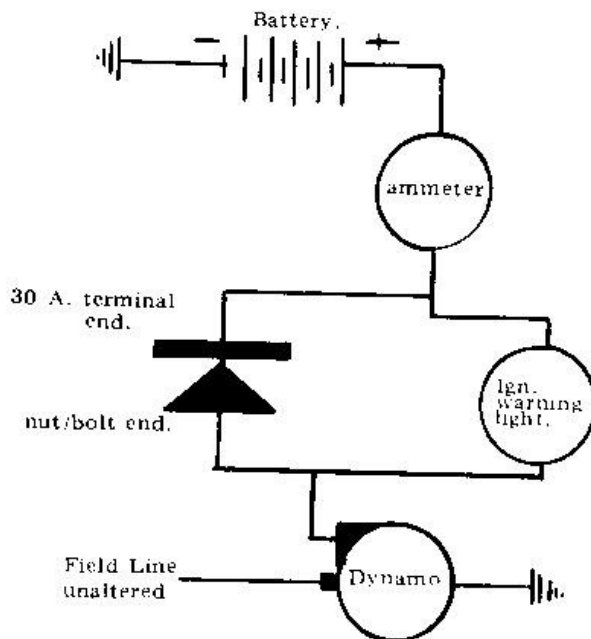 Battery.
ammeter
30 A. terminal
end.
Ign.
warning
light.
nut/bolt end.
Field Line
unaltered
Dynamo